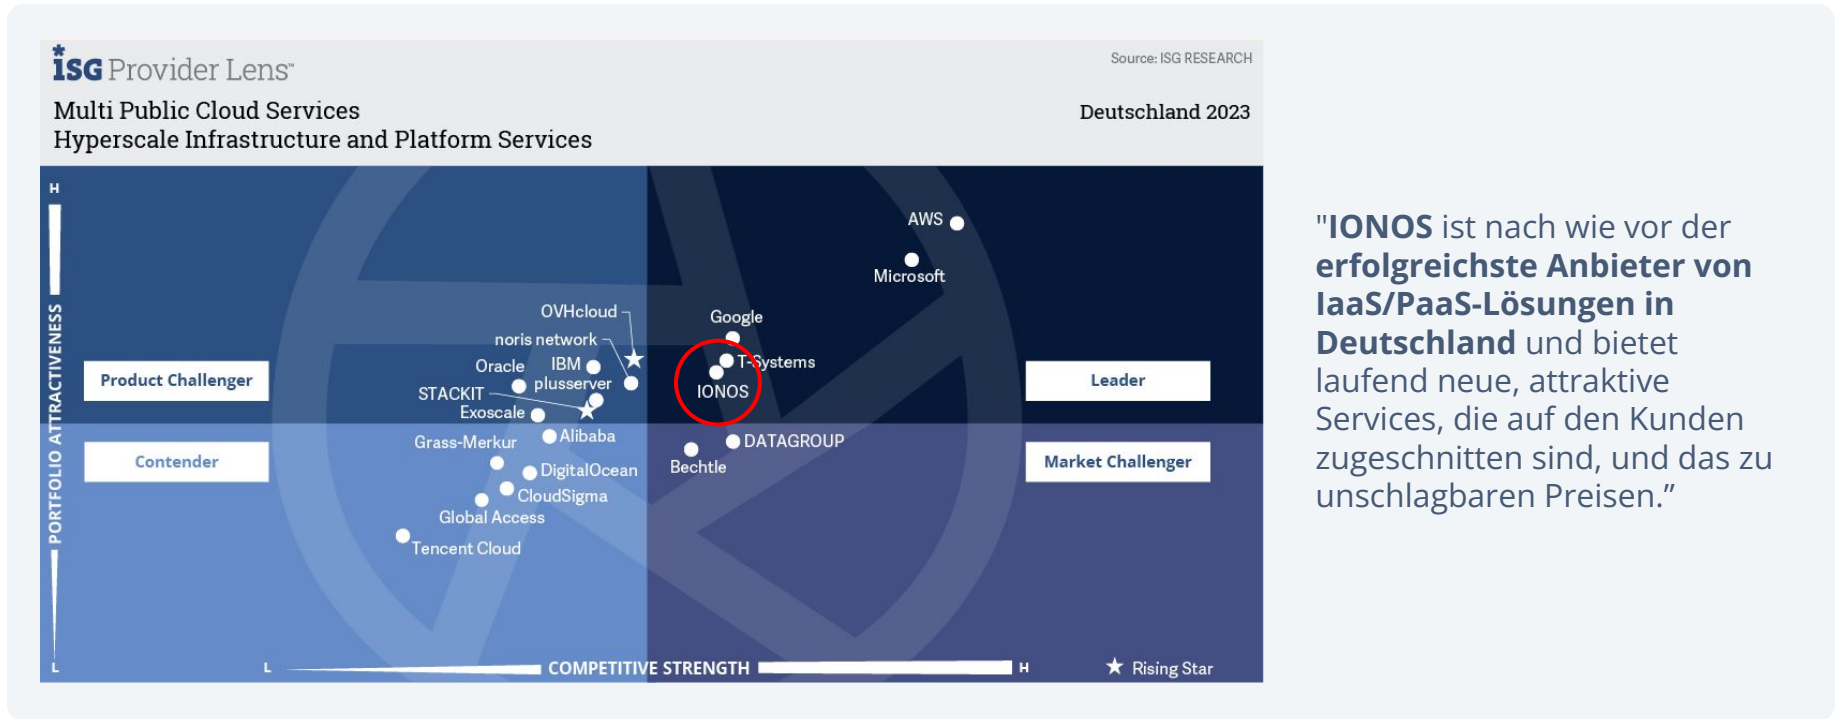 ISG Provider Lens™
Source: ISG RESEARCH
Multi Public Cloud Services
Hyperscale Infrastructure and Platform Services
Deutschland 2023
H
PORTFOLIO ATTRACTIVENESS
L
Product Challenger
Leader
Contender
Market Challenger
AWS
Microsoft
OVHcloud
Google
noris network
Oracle
IBM
T-Systems
STACKIT
plusserver
IONOS
Exoscale
Grass-Merkur
Alibaba
DATAGROUP
Bechtle
DigitalOcean
CloudSigma
Global Access
Tencent Cloud
L
COMPETITIVE STRENGTH
H
Rising Star
"IONOS ist nach wie vor der
erfolgreichste Anbieter von
IaaS/PaaS-Lösungen in
Deutschland und bietet
laufend neue, attraktive
Services, die auf den Kunden
zugeschnitten sind, und das zu
unschlagbaren Preisen.”